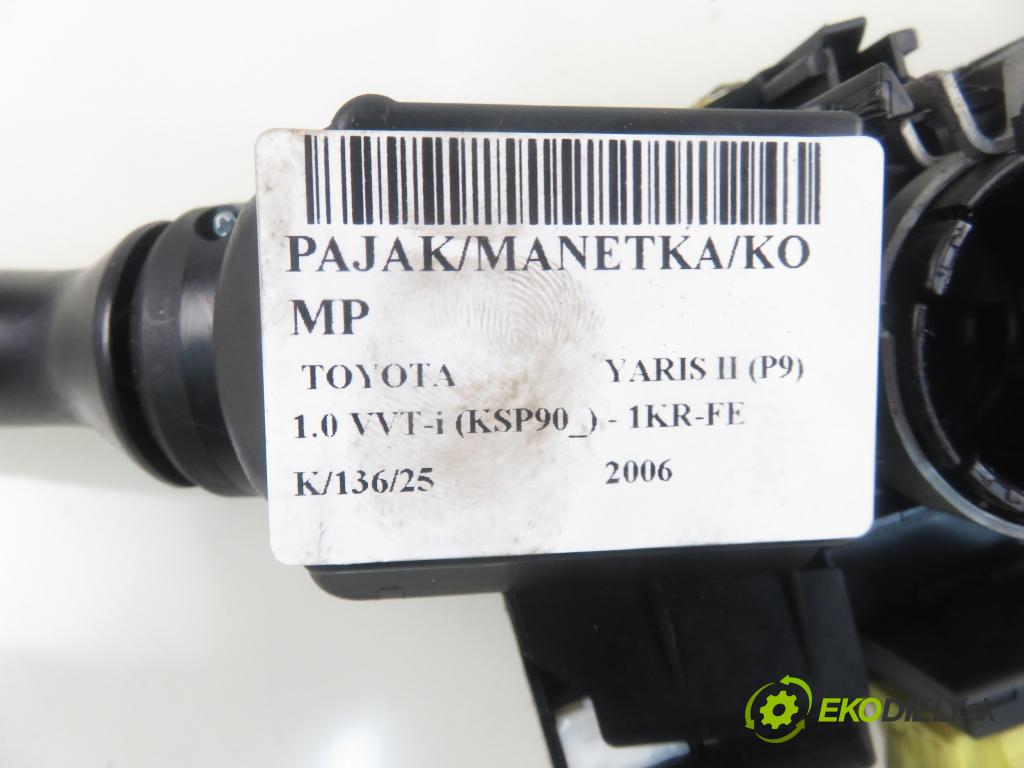 PAJAK/MANETKA/KO
MP
TOYOTA YARIS II (P9)
1.0 VVT-i (KSP90_) - 1KR-FE
K/136/25 2006
EKODIELY.SK